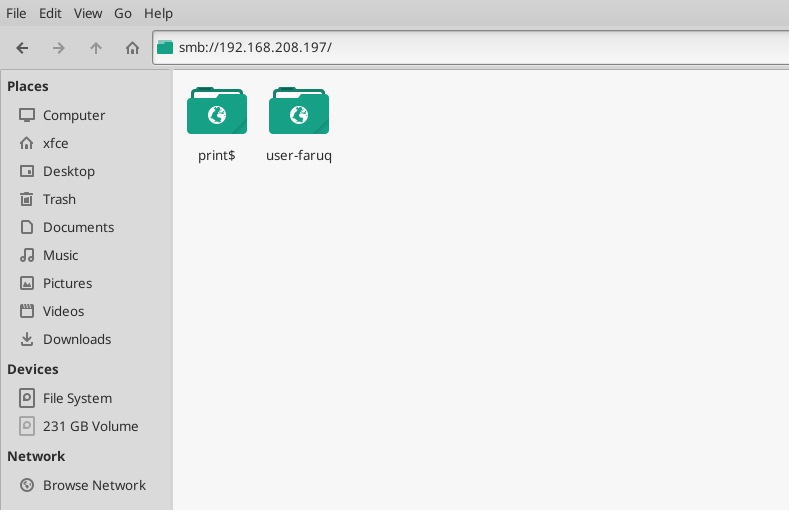 File Edit View Go Help
smb://192.168.208.197/
Places
Computer
xfce
Desktop
Trash
Documents
Music
Pictures
Videos
Downloads
Devices
File System
231 GB Volume
Network
Browse Network
print$ user-faruq